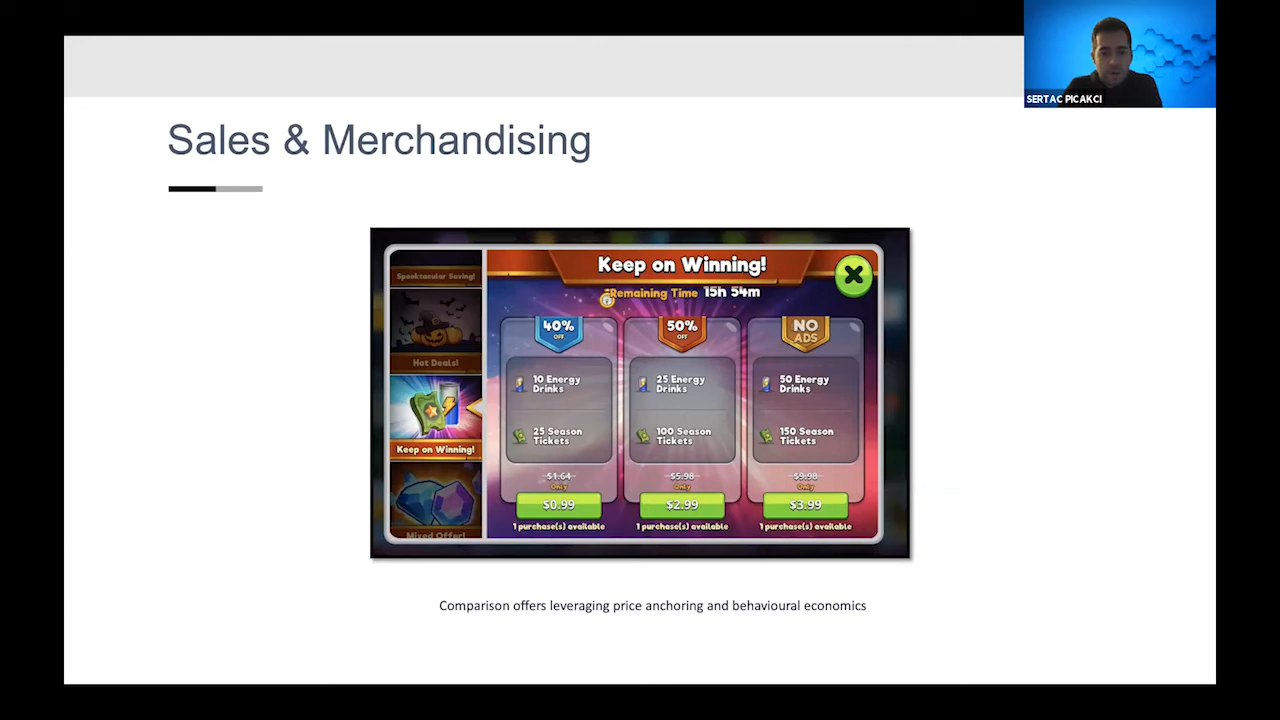 SERTAC PICAKCI
Sales & Merchandising
Spooktacular Saving!
Hot Deals!
Keep on Winning!
Mixed Offer!
Keep on Winning!
Remaining Time 15h 54m
40%
OFF
10 Energy
Drinks
25 Season
Tickets
$1.64
Only
$0.99
1 purchase(s) available
50%
OFF
25 Energy
Drinks
100 Season
Tickets
$5.98
Only
$2.99
1 purchase(s) available
NO
ADS
50 Energy
Drinks
150 Season
Tickets
$9.98
Only
$3.99
1 purchase(s) available
Comparison offers leveraging price anchoring and behavioural economics